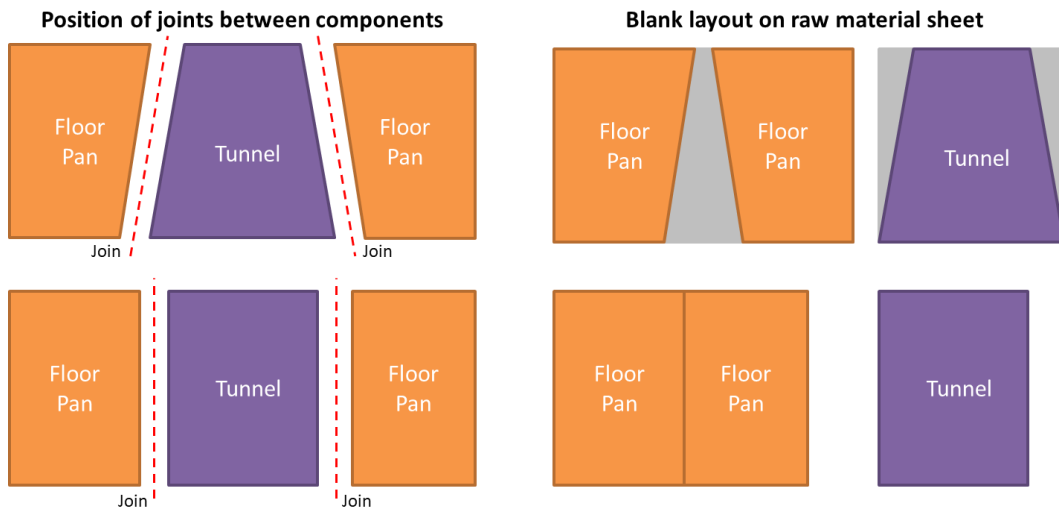 Position of joints between components
Blank layout on raw material sheet
Floor
Pan
Tunnel
Floor
Pan
Join
Join
Floor
Pan
Floor
Pan
Tunnel
Floor
Pan
Tunnel
Floor
Pan
Join
Join
Floor
Pan
Floor
Pan
Tunnel